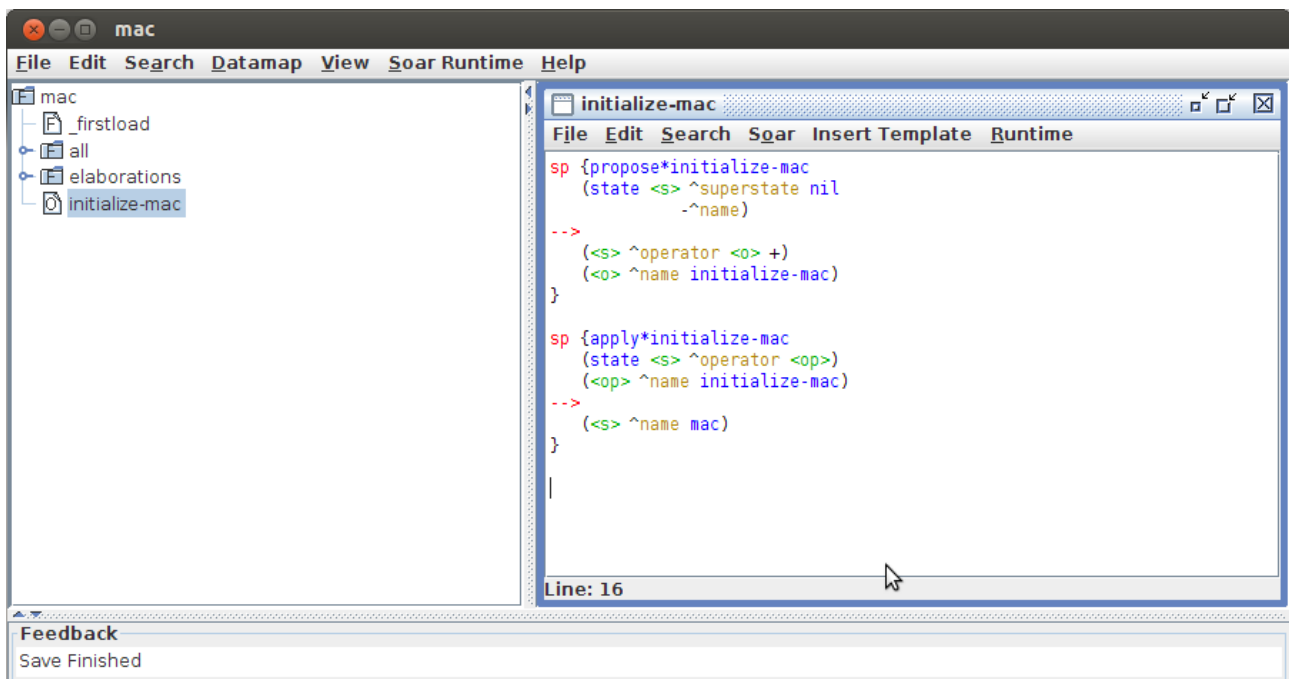 mac
File Edit Search Datamap View Soar Runtime Help
mac
_firstload
all
elaborations
initialize-mac
initialize-mac
File Edit Search Soar Insert Template Runtime
sp {propose*initialize-mac
   (state <s> ^superstate nil
             -^name)
-->
   (<s> ^operator <o> +)
   (<o> ^name initialize-mac)
}

sp {apply*initialize-mac
   (state <s> ^operator <op>)
   (<op> ^name initialize-mac)
-->
   (<s> ^name mac)
}
Line: 16
Feedback
Save Finished